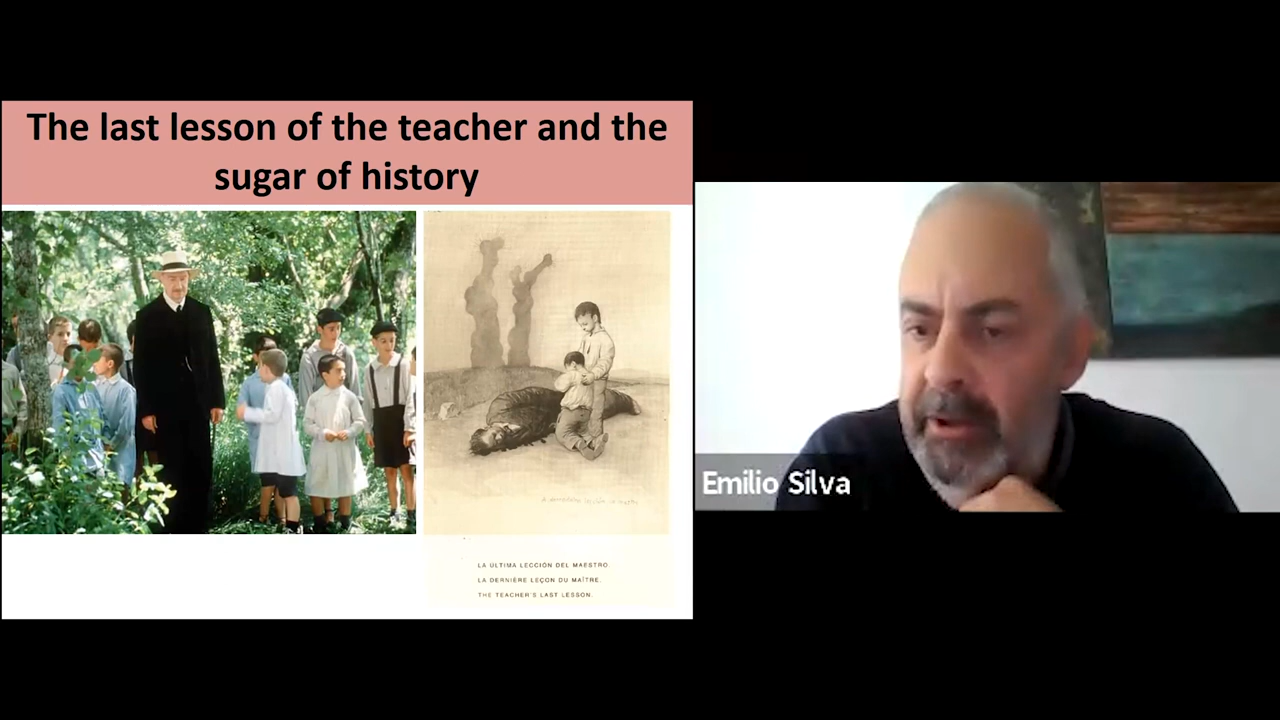 The last lesson of the teacher and the
sugar of history
LA ULTIMA LECCIÓN DEL MAESTRO.
LA DERNIÈRE LEÇON DU MAÎTRE.
THE TEACHER'S LAST LESSON.
Emilio Silva